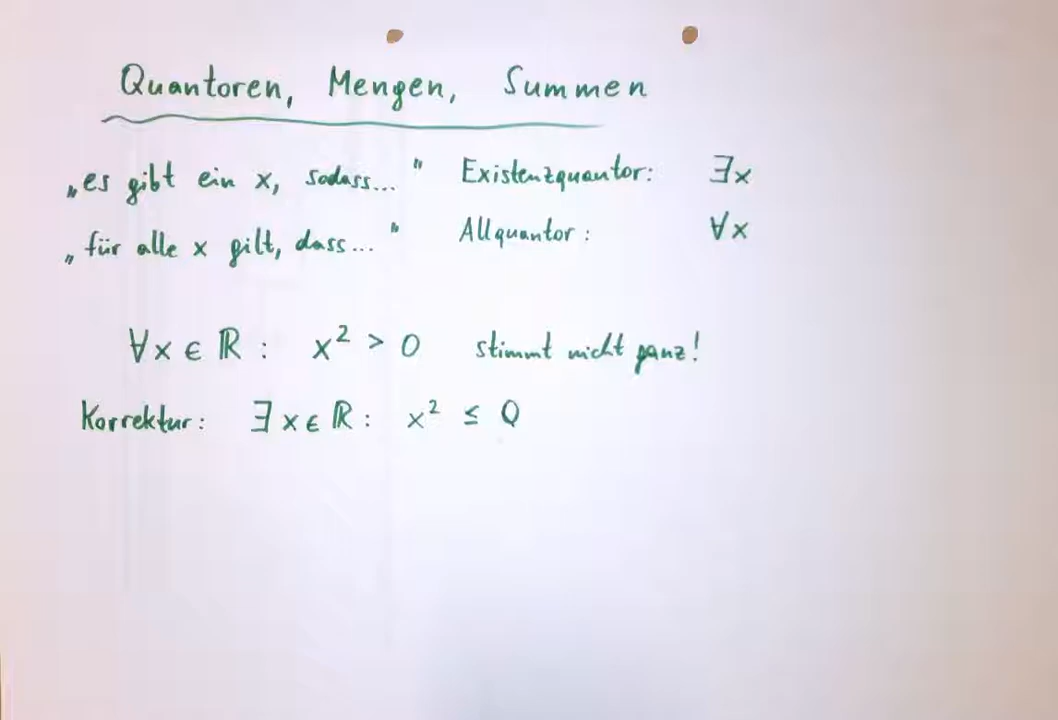 Quantoren, Mengen, Summen
„es gibt ein x, sodass..." Existenzquantor: ∃x
„für alle x gilt, dass..." Allquantor: ∀x
∀x ∈ ℝ: x² > 0 stimmt nicht ganz!
Korrektur: ∃x ∈ ℝ: x² ≤ 0